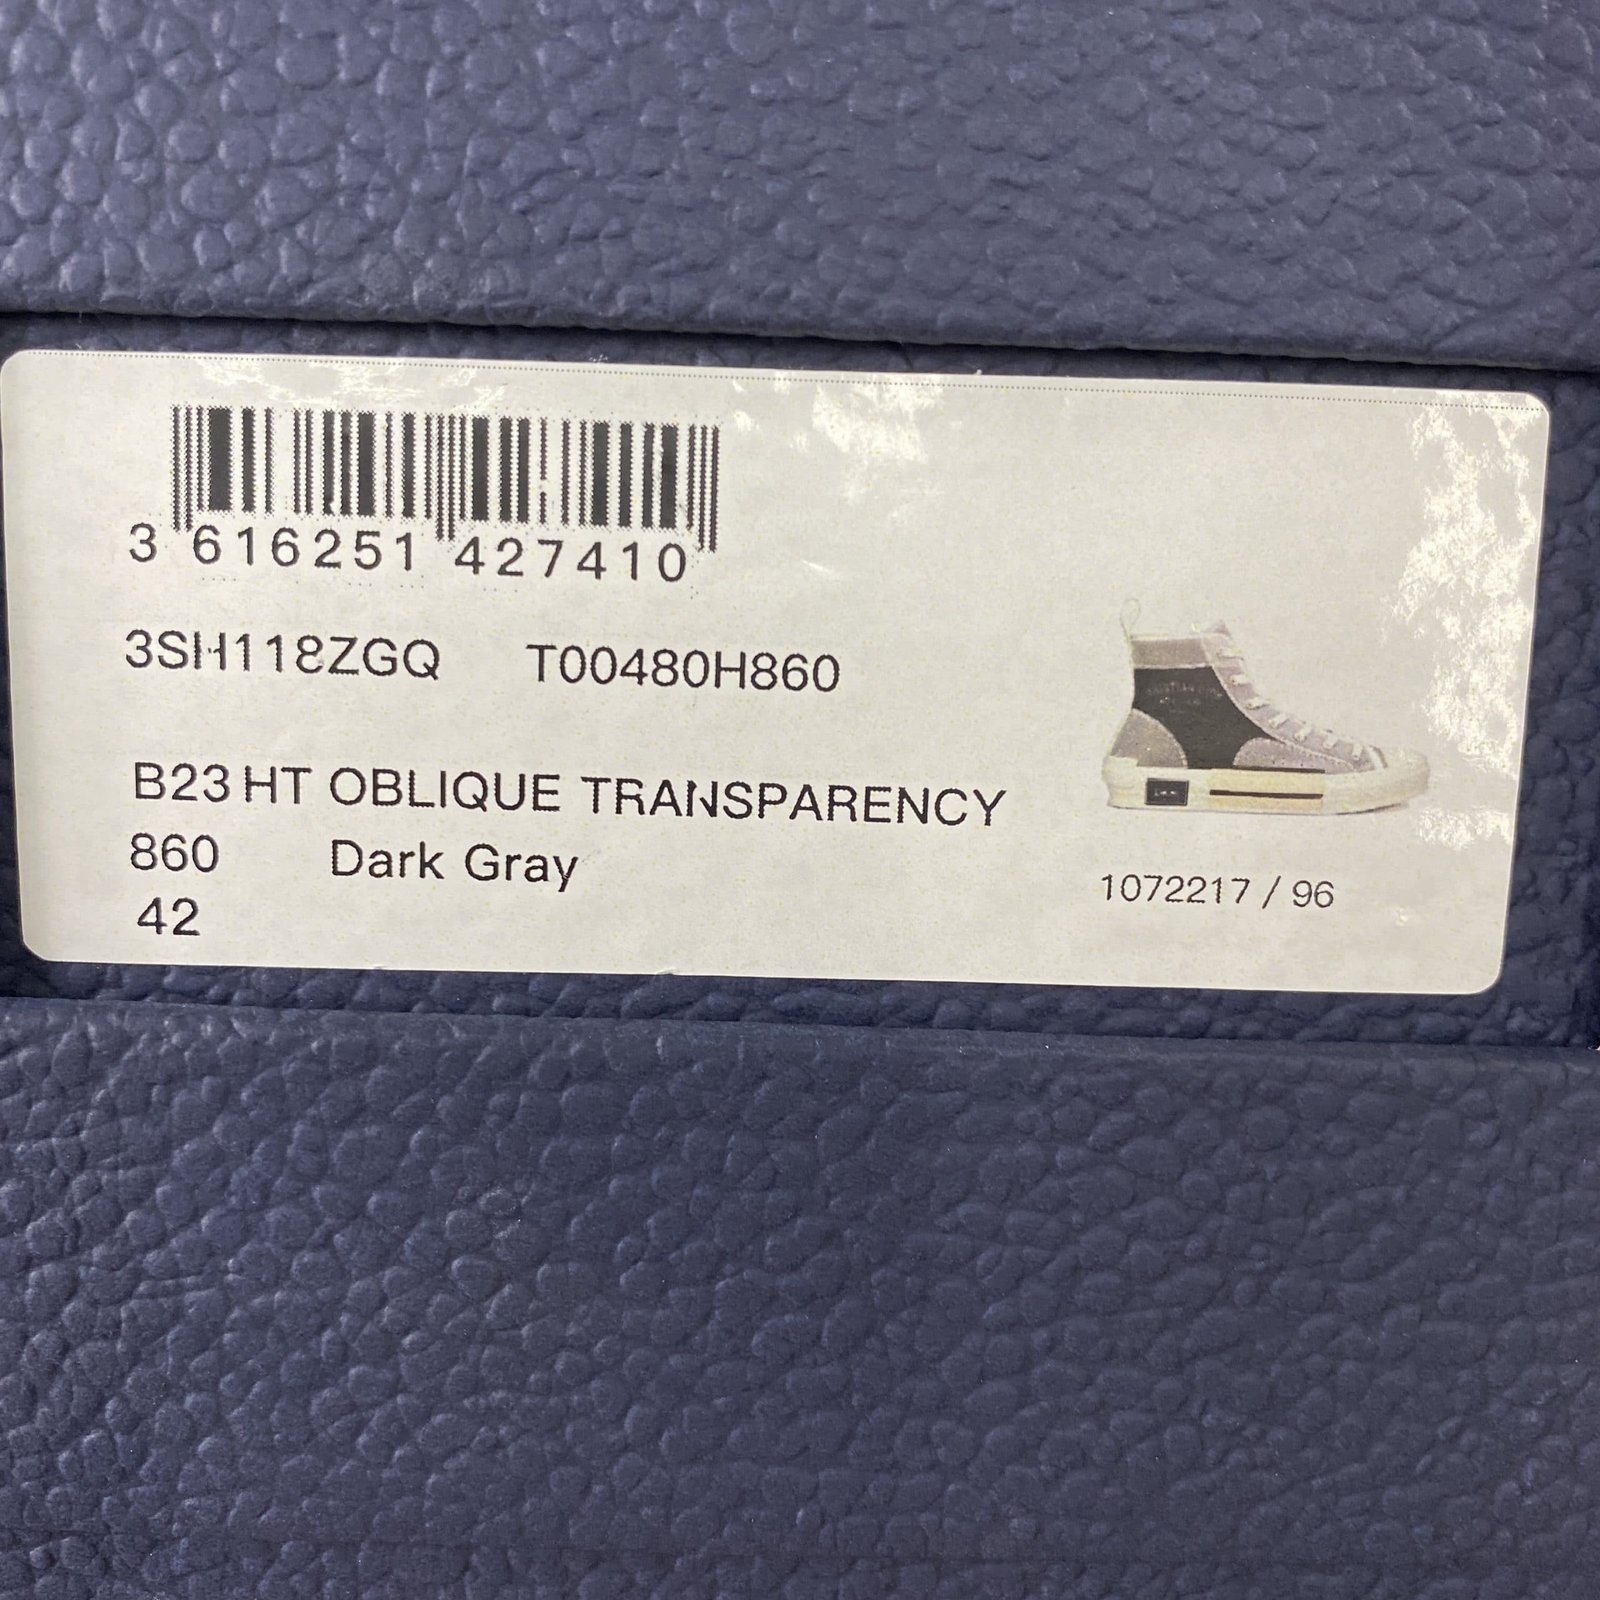 3 616251 427410
3SH118ZGQ T00480H860
B23 HT OBLIQUE TRANSPARENCY
860 Dark Gray
42
1072217 / 96